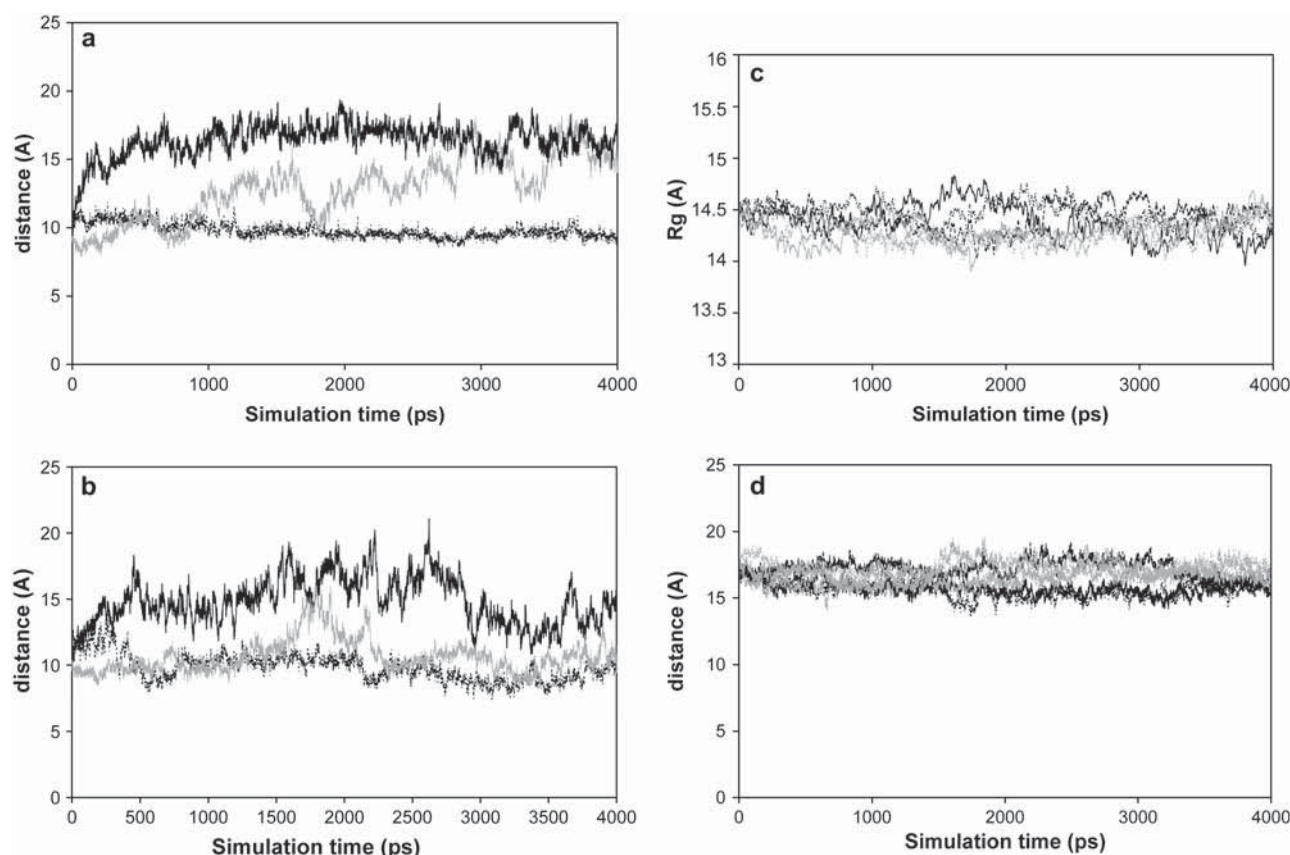 a
25
20
15
10
5
0
distance (A)
0 1000 2000 3000 4000
Simulation time (ps)
c
16
15.5
15
14.5
14
13.5
13
Rg (A)
0 1000 2000 3000 4000
Simulation time (ps)
b
25
20
15
10
5
0
distance (A)
0 500 1000 1500 2000 2500 3000 3500 4000
Simulation time (ps)
d
25
20
15
10
5
0
distance (A)
0 1000 2000 3000 4000
Simulation time (ps)